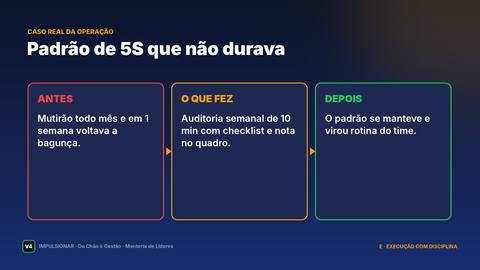 CASO REAL DA OPERAÇÃO
Padrão de 5S que não durava
ANTES
Mutirão todo mês e em 1
semana voltava a
bagunça.
O QUE FEZ
Auditoria semanal de 10
min com checklist e nota
no quadro.
DEPOIS
O padrão se manteve e
virou rotina do time.
V4
IMPULSIONAR · Do Chão à Gestão · Mentoria de Líderes
E · EXECUÇÃO COM DISCIPLINA